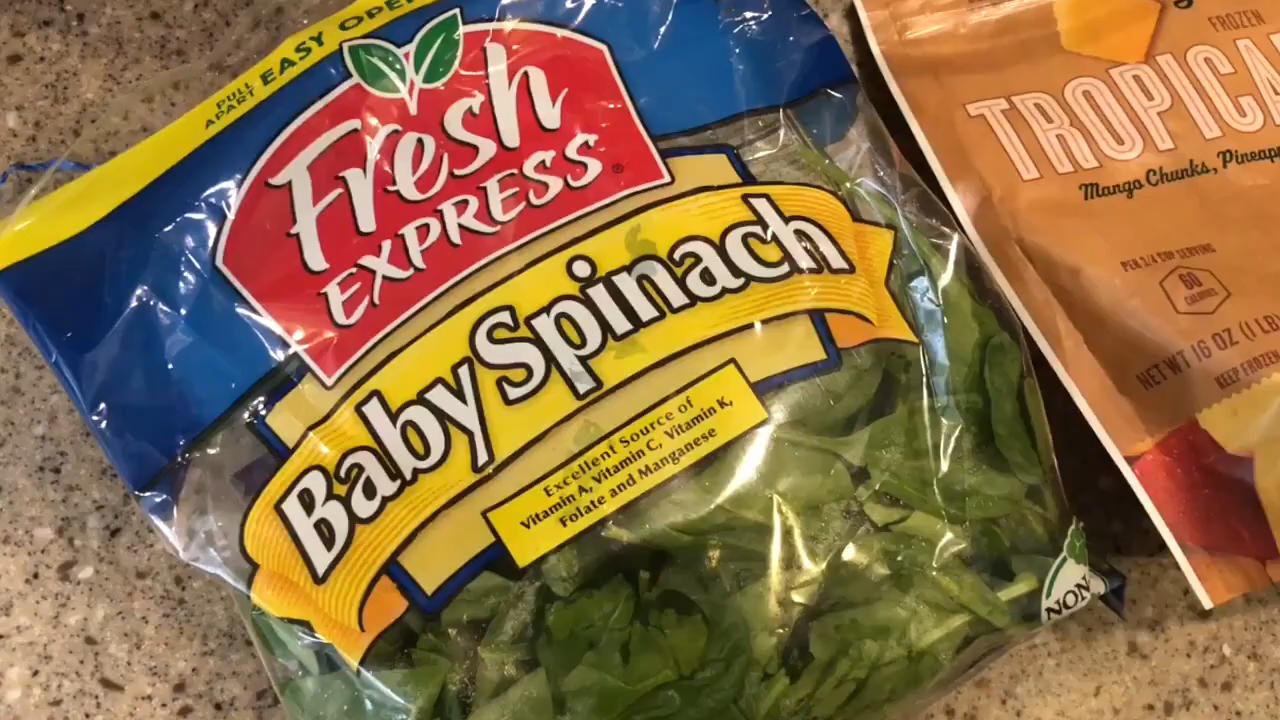 PULL APART EASY OPEN
Fresh
EXPRESS®
Baby Spinach
Excellent Source of
Vitamin A, Vitamin C, Vitamin K,
Folate and Manganese
NON
FROZEN
TROPICA
Mango Chunks, Pineapp
PER 3/4 CUP SERVING
60
CALORIES
NET WT 16 OZ (1 LB)
KEEP FROZEN